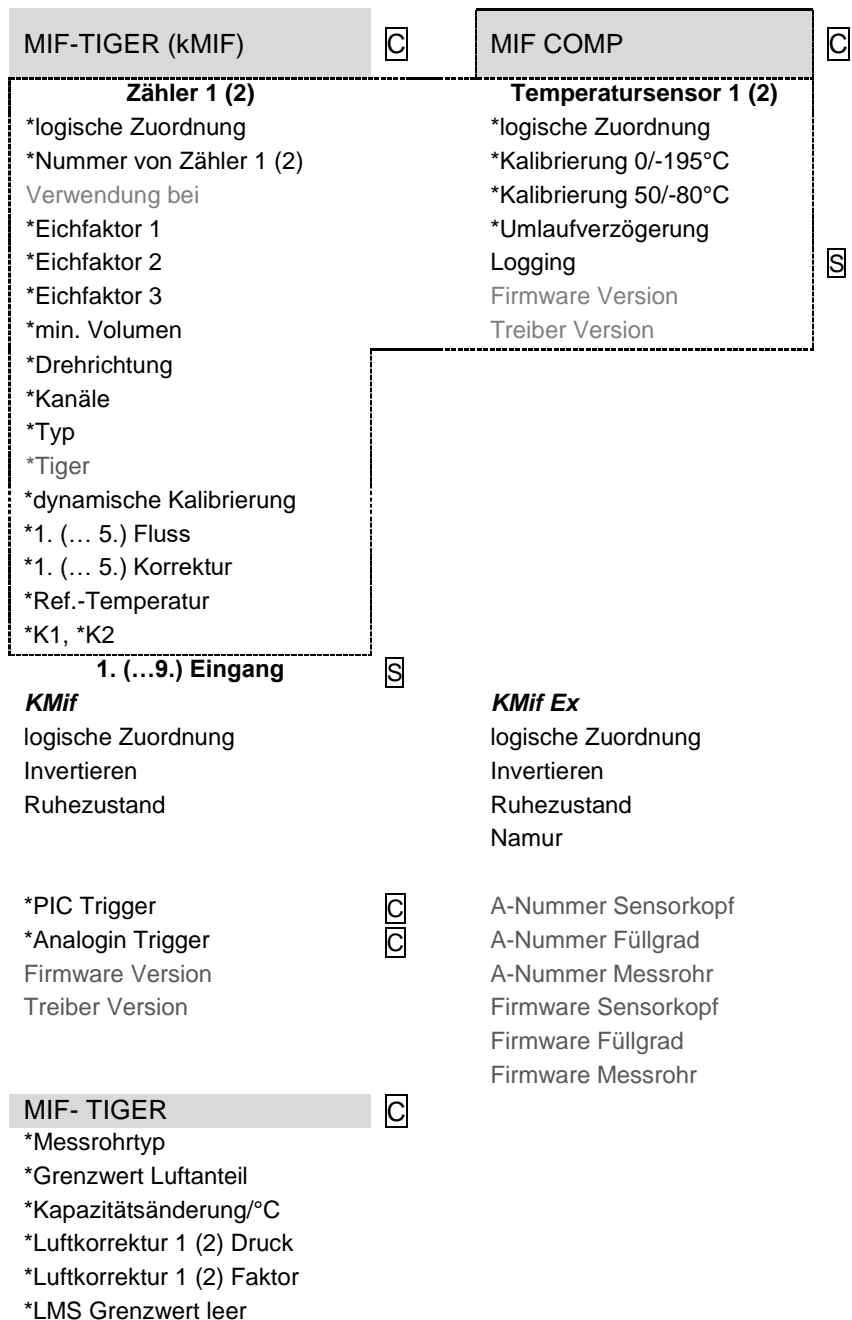 MIF-TIGER (kMIF) C MIF COMP C
Zähler 1 (2) Temperatursensor 1 (2)
*logische Zuordnung *logische Zuordnung
*Nummer von Zähler 1 (2) *Kalibrierung 0/-195°C
Verwendung bei *Kalibrierung 50/-80°C
*Eichfaktor 1 *Umlaufverzögerung
*Eichfaktor 2 Logging S
*Eichfaktor 3 Firmware Version
*min. Volumen Treiber Version
*Drehrichtung
*Kanäle
*Typ
*Tiger
*dynamische Kalibrierung
*1. (… 5.) Fluss
*1. (… 5.) Korrektur
*Ref.-Temperatur
*K1, *K2
1. (…9.) Eingang S
KMif KMif Ex
logische Zuordnung logische Zuordnung
Invertieren Invertieren
Ruhezustand Ruhezustand
Namur
*PIC Trigger C A-Nummer Sensorkopf
*Analogin Trigger C A-Nummer Füllgrad
Firmware Version A-Nummer Messrohr
Treiber Version Firmware Sensorkopf
Firmware Füllgrad
Firmware Messrohr
MIF- TIGER C
*Messrohrtyp
*Grenzwert Luftanteil
*Kapazitätsänderung/°C
*Luftkorrektur 1 (2) Druck
*Luftkorrektur 1 (2) Faktor
*LMS Grenzwert leer